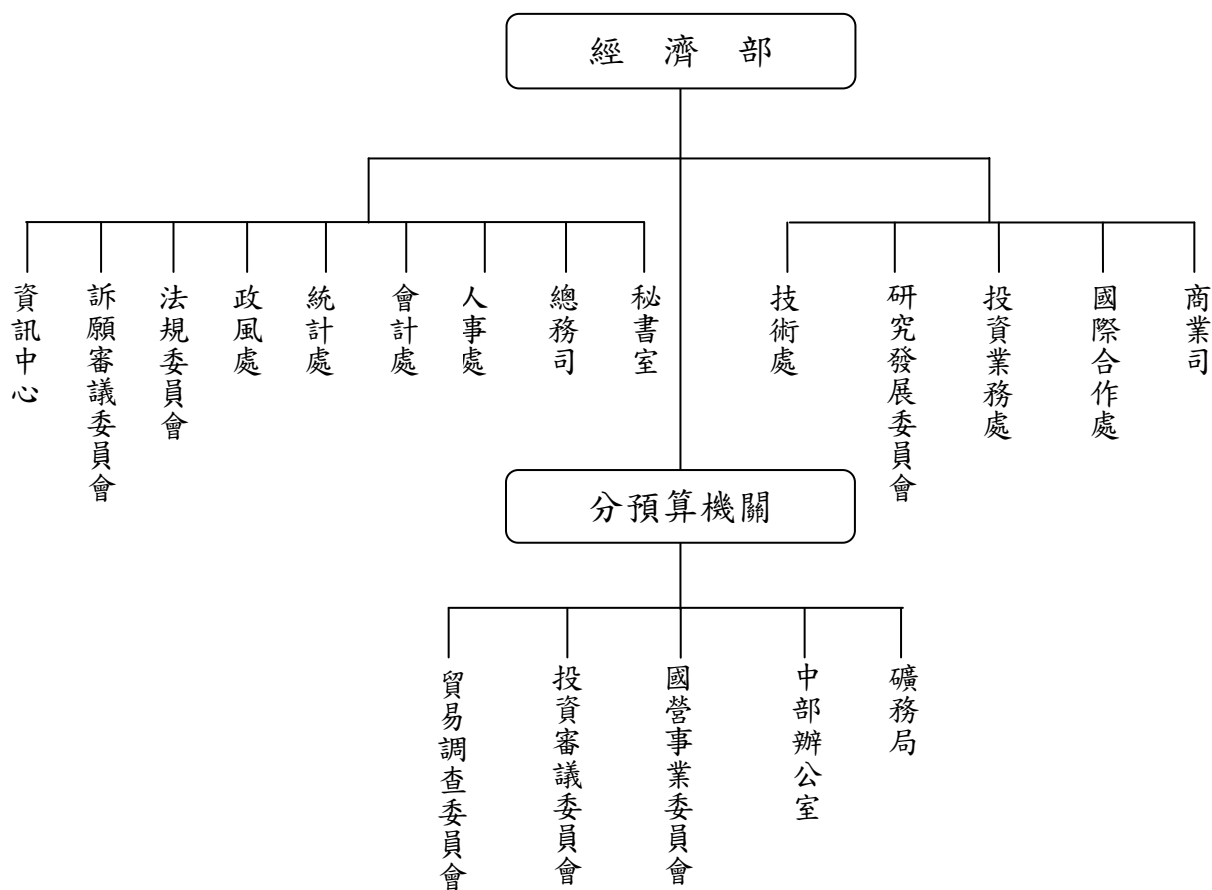 經濟部
資訊中心
訴願審議委員會
法規委員會
政風處
統計處
會計處
人事處
總務司
秘書室
技術處
研究發展委員會
投資業務處
國際合作處
商業司
分預算機關
貿易調查委員會
投資審議委員會
國營事業委員會
中部辦公室
礦務局